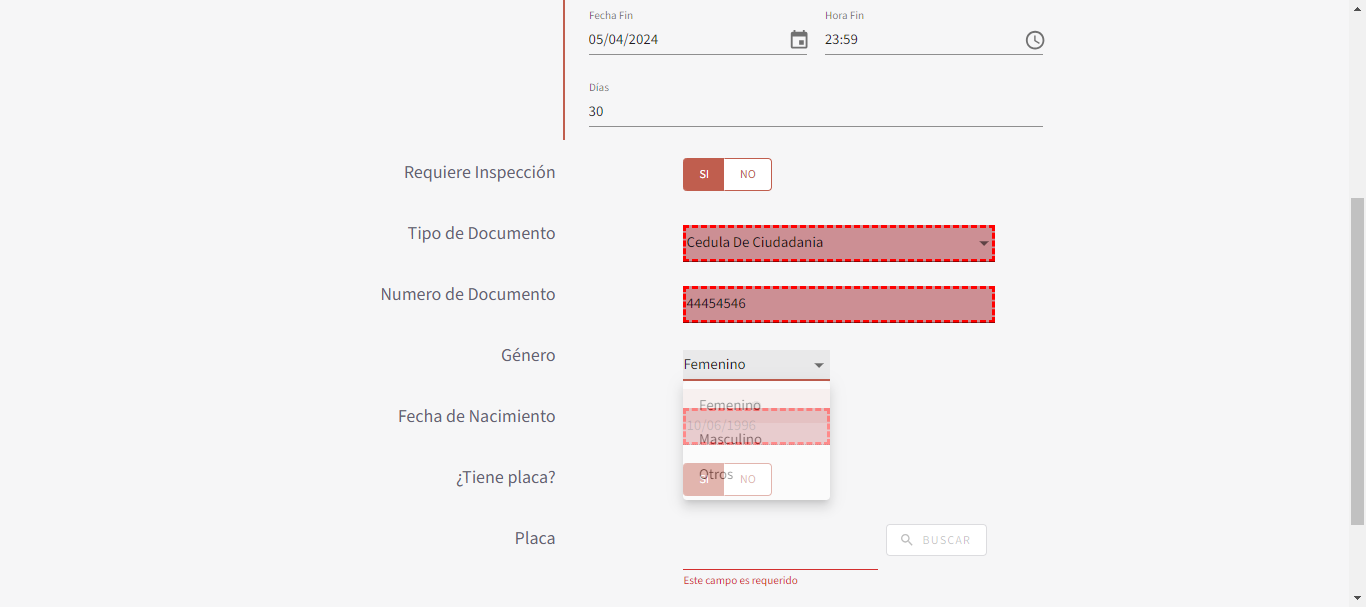 Fecha Fin
Hora Fin
05/04/2024
23:59
Días
30
Requiere Inspección
SI
NO
Tipo de Documento
Cedula De Ciudadania
Numero de Documento
44454546
Género
Femenino
Femenino
Fecha de Nacimiento
10/06/1996
Masculino
¿Tiene placa?
Otros
SI
NO
Placa
BUSCAR
Este campo es requerido